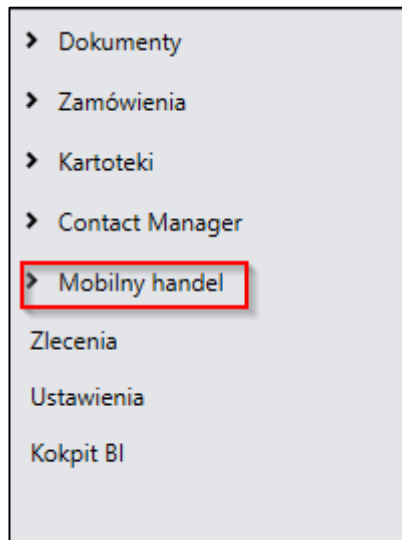 Dokumenty
Zamówienia
Kartoteki
Contact Manager
Mobilny handel
Zlecenia
Ustawienia
Kokpit BI